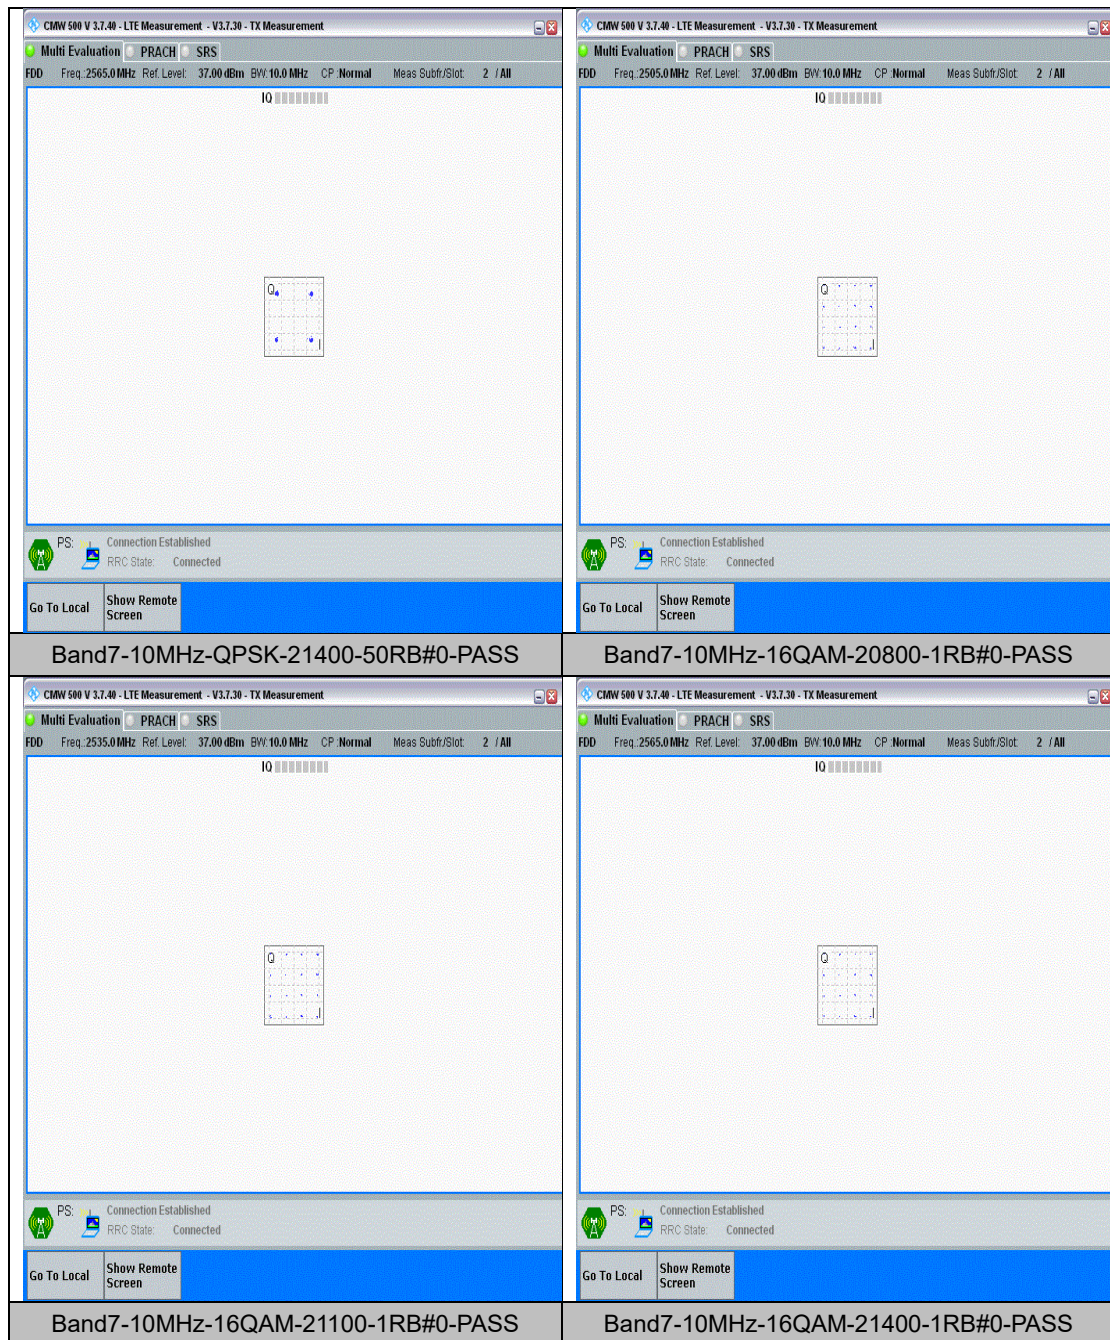 CMW 500 V 3.7.40 - LTE Measurement - V3.7.30 - TX Measurement
Multi Evaluation PRACH SRS
FDD Freq.:2565.0 MHz Ref. Level: 37.00 dBm BW:10.0 MHz CP :Normal Meas Subfr./Slot: 2 / All
IQ
Q
I
PS: Connection Established
RRC State: Connected
Go To Local Show Remote
Screen
Band7-10MHz-QPSK-21400-50RB#0-PASS
CMW 500 V 3.7.40 - LTE Measurement - V3.7.30 - TX Measurement
Multi Evaluation PRACH SRS
FDD Freq.:2505.0 MHz Ref. Level: 37.00 dBm BW:10.0 MHz CP :Normal Meas Subfr./Slot: 2 / All
IQ
Q
I
PS: Connection Established
RRC State: Connected
Go To Local Show Remote
Screen
Band7-10MHz-16QAM-20800-1RB#0-PASS
CMW 500 V 3.7.40 - LTE Measurement - V3.7.30 - TX Measurement
Multi Evaluation PRACH SRS
FDD Freq.:2535.0 MHz Ref. Level: 37.00 dBm BW:10.0 MHz CP :Normal Meas Subfr./Slot: 2 / All
IQ
Q
I
PS: Connection Established
RRC State: Connected
Go To Local Show Remote
Screen
Band7-10MHz-16QAM-21100-1RB#0-PASS
CMW 500 V 3.7.40 - LTE Measurement - V3.7.30 - TX Measurement
Multi Evaluation PRACH SRS
FDD Freq.:2565.0 MHz Ref. Level: 37.00 dBm BW:10.0 MHz CP :Normal Meas Subfr./Slot: 2 / All
IQ
Q
I
PS: Connection Established
RRC State: Connected
Go To Local Show Remote
Screen
Band7-10MHz-16QAM-21400-1RB#0-PASS